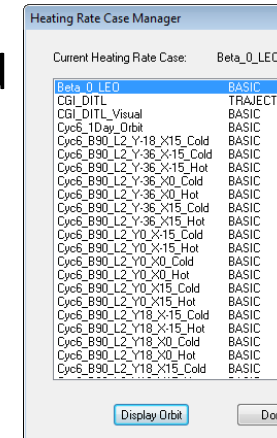 Heating Rate Case Manager
Current Heating Rate Case: Beta_0_LEO
Beta_0_LEO BASIC
CGI_DITL TRAJECT
CGI_DITL_Visual BASIC
Cyc6_1Day_Orbit BASIC
Cyc6_B90_L2_Y-18_X15_Cold BASIC
Cyc6_B90_L2_Y-36_X-15_Cold BASIC
Cyc6_B90_L2_Y-36_X-15_Hot BASIC
Cyc6_B90_L2_Y-36_X0_Cold BASIC
Cyc6_B90_L2_Y-36_X0_Hot BASIC
Cyc6_B90_L2_Y-36_X15_Cold BASIC
Cyc6_B90_L2_Y-36_X15_Hot BASIC
Cyc6_B90_L2_Y0_X-15_Cold BASIC
Cyc6_B90_L2_Y0_X-15_Hot BASIC
Cyc6_B90_L2_Y0_X0_Cold BASIC
Cyc6_B90_L2_Y0_X0_Hot BASIC
Cyc6_B90_L2_Y0_X15_Cold BASIC
Cyc6_B90_L2_Y0_X15_Hot BASIC
Cyc6_B90_L2_Y18_X-15_Cold BASIC
Cyc6_B90_L2_Y18_X-15_Hot BASIC
Cyc6_B90_L2_Y18_X0_Cold BASIC
Cyc6_B90_L2_Y18_X0_Hot BASIC
Cyc6_B90_L2_Y18_X15_Cold BASIC
Display Orbit Do